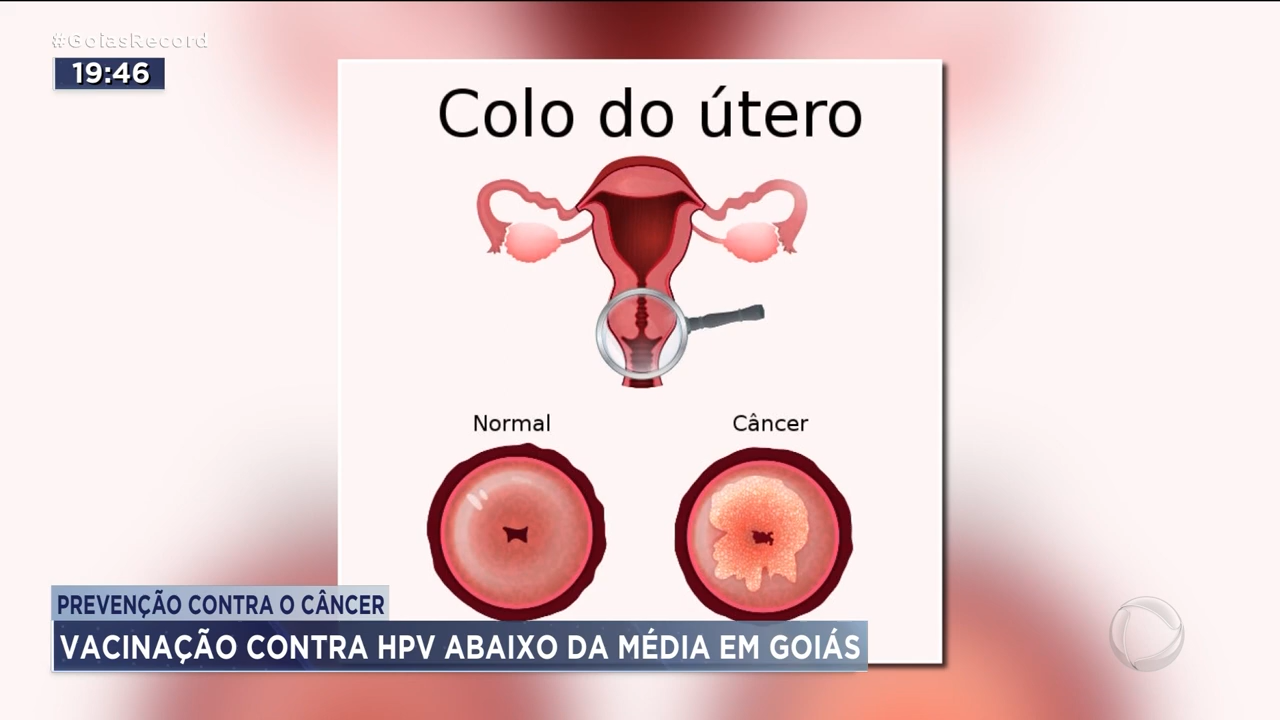 #GoiasRecord
19:46
Colo do útero
Normal
Câncer
PREVENÇÃO CONTRA O CÂNCER
VACINAÇÃO CONTRA HPV ABAIXO DA MÉDIA EM GOIÁS